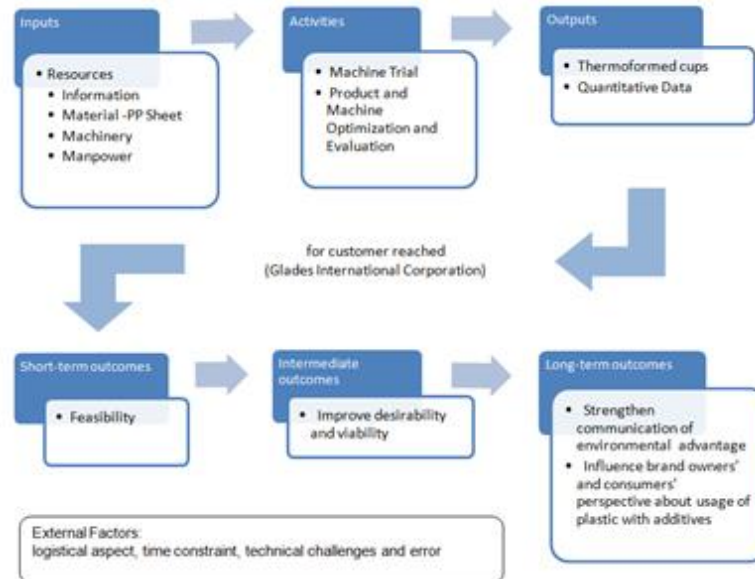 Inputs
• Resources
• Information
• Material -PP Sheet
• Machinery
• Manpower
Activities
• Machine Trial
• Product and
Machine
Optimization and
Evaluation
Outputs
• Thermoformed cups
• Quantitative Data
for customer reached
(Glades International Corporation)
Short-term outcomes
• Feasibility
Intermediate
outcomes
• Improve desirability
and viability
Long-term outcomes
• Strengthen
communication of
environmental advantage
• Influence brand owners'
and consumers'
perspective about usage of
plastic with additives
External Factors:
logistical aspect, time constraint, technical challenges and error